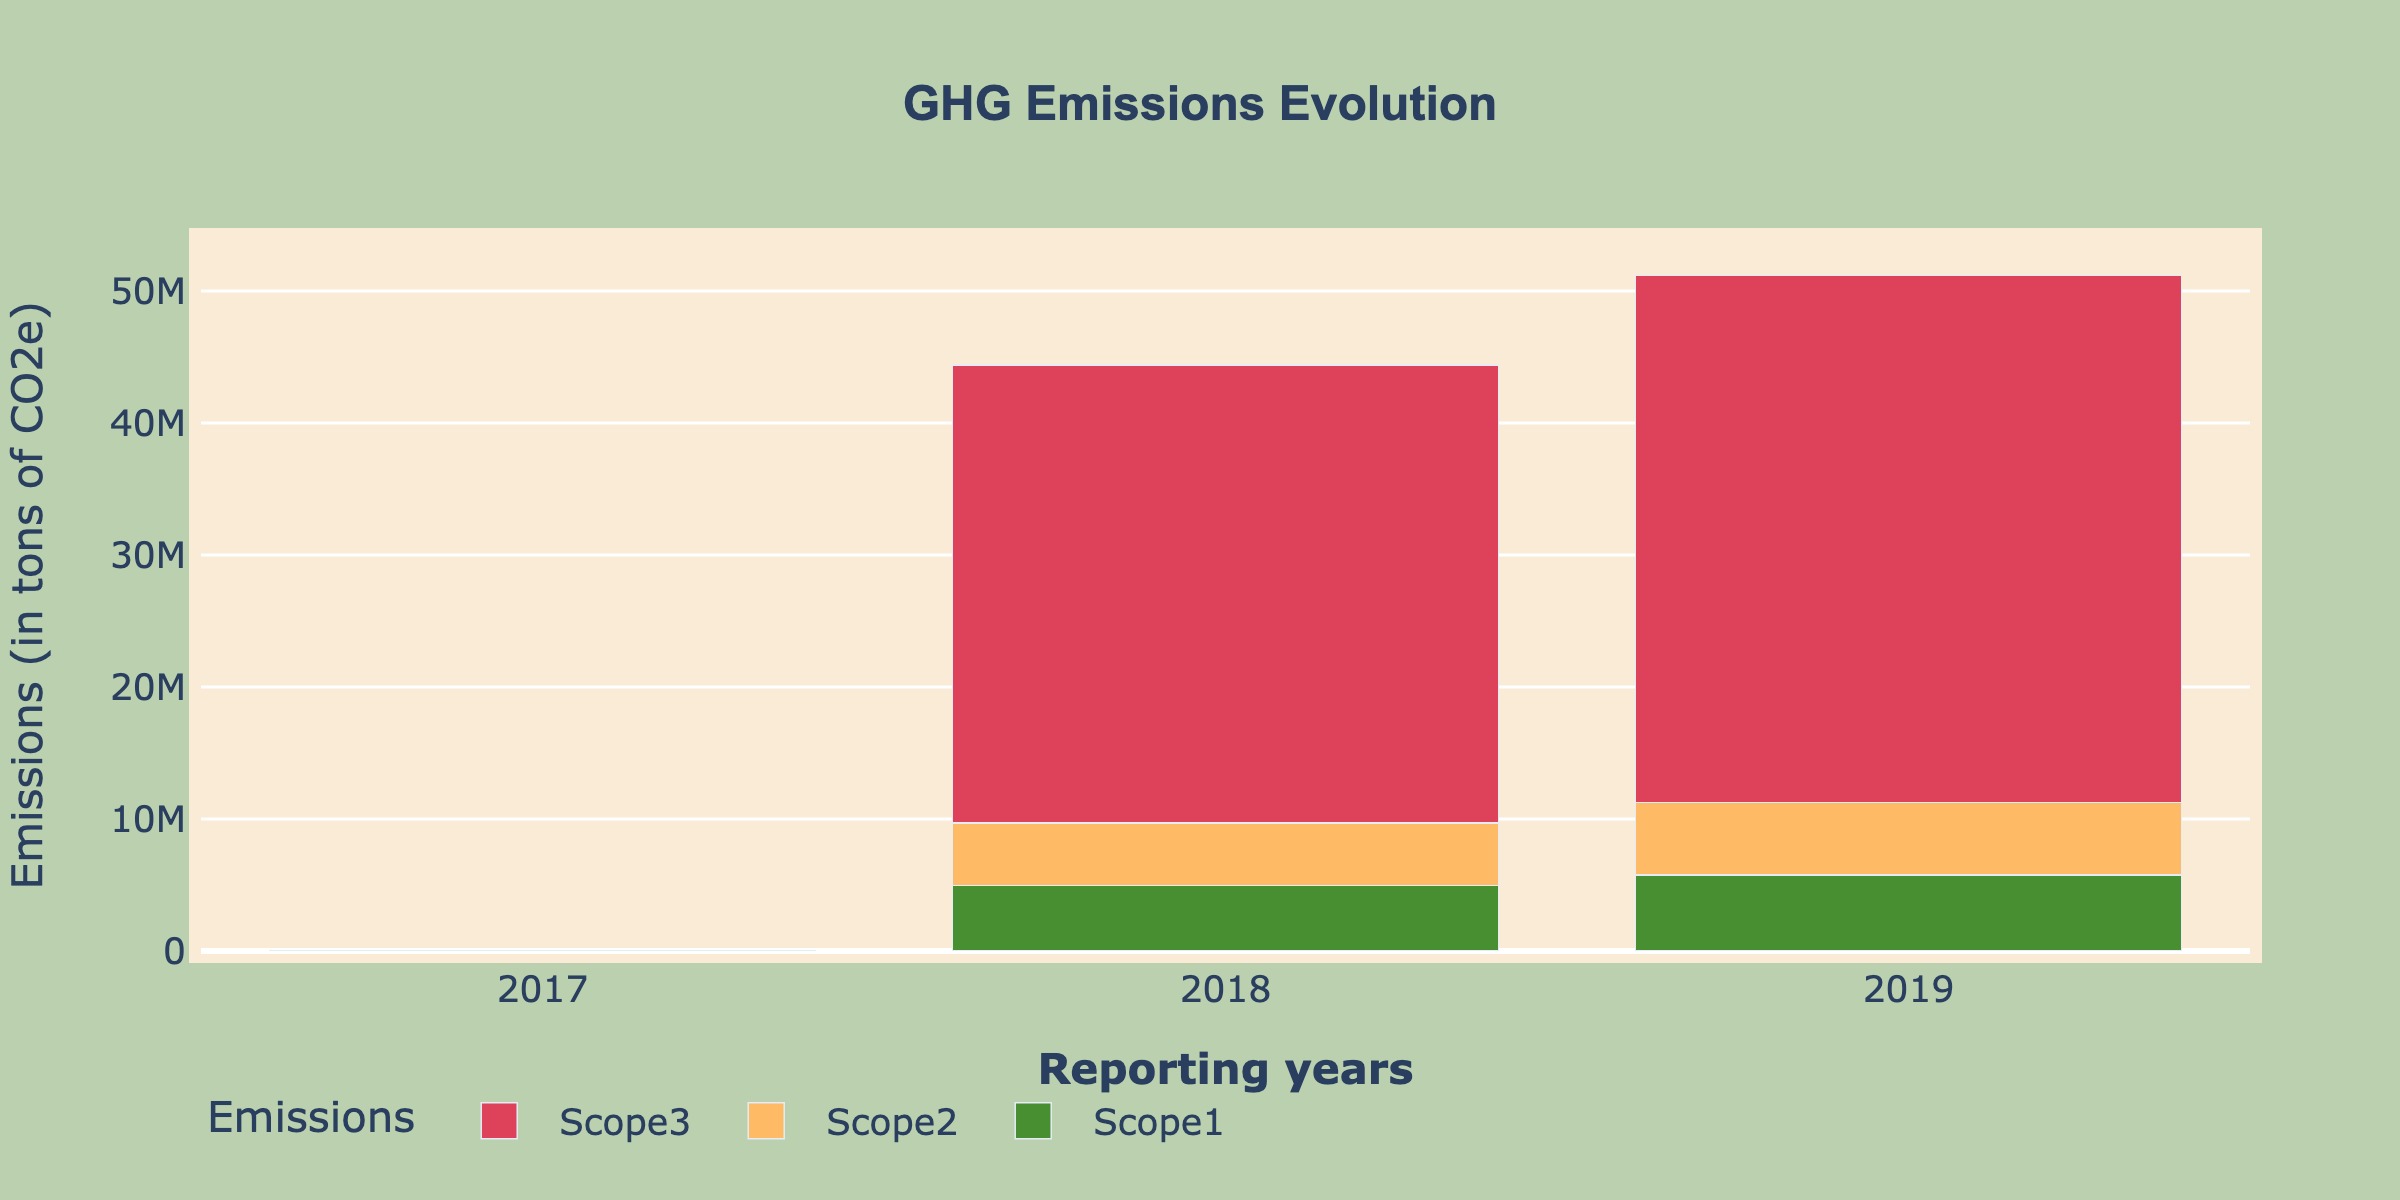 GHG Emissions Evolution
Emissions (in tons of CO2e)
50M
40M
30M
20M
10M
0
2017 2018 2019
Reporting years
Emissions Scope3 Scope2 Scope1